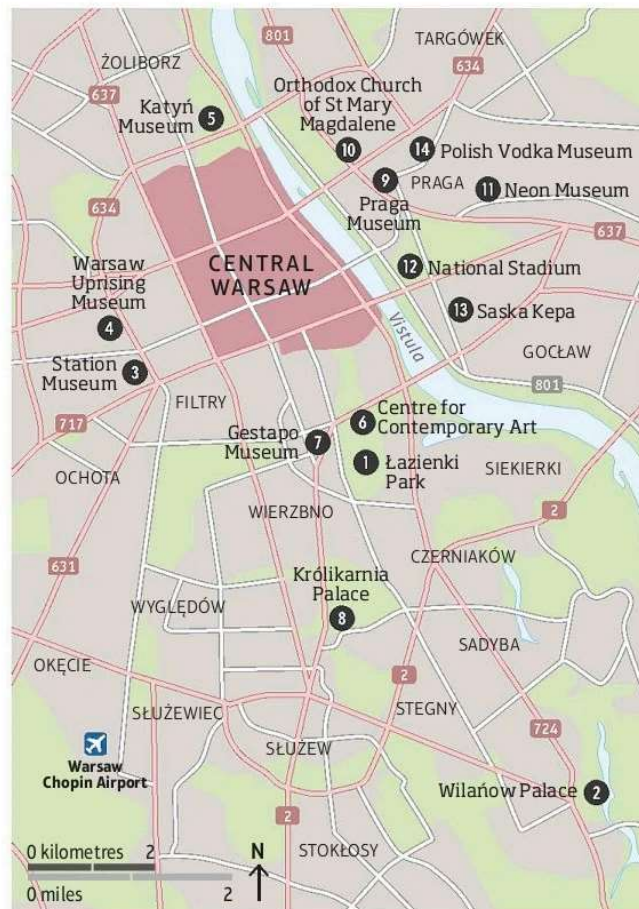 801
TARGÓWEK
ŻOLIBORZ
634
637
Orthodox Church
of St Mary
Magdalene
Katyń
Museum
5
10
14
Polish Vodka Museum
9
PRAGA
11
Neon Museum
Praga
Museum
634
637
CENTRAL
WARSAW
Warsaw
Uprising
Museum
12
National Stadium
4
13
Saska Kepa
Vistula
GOCŁAW
Station
Museum
3
801
FILTRY
717
6
Centre for
Contemporary Art
Gestapo
Museum
7
1
Łazienki
Park
SIEKIERKI
OCHOTA
WIERZBNO
2
CZERNIAKÓW
631
Królikarnia
Palace
8
WYGLĘDÓW
SADYBA
OKĘCIE
2
SŁUŻEWIEC
STEGNY
724
SŁUŻEW
Warsaw
Chopin Airport
Wilańow Palace
2
2
0 kilometres 2
N
STOKŁOSY
0 miles 2